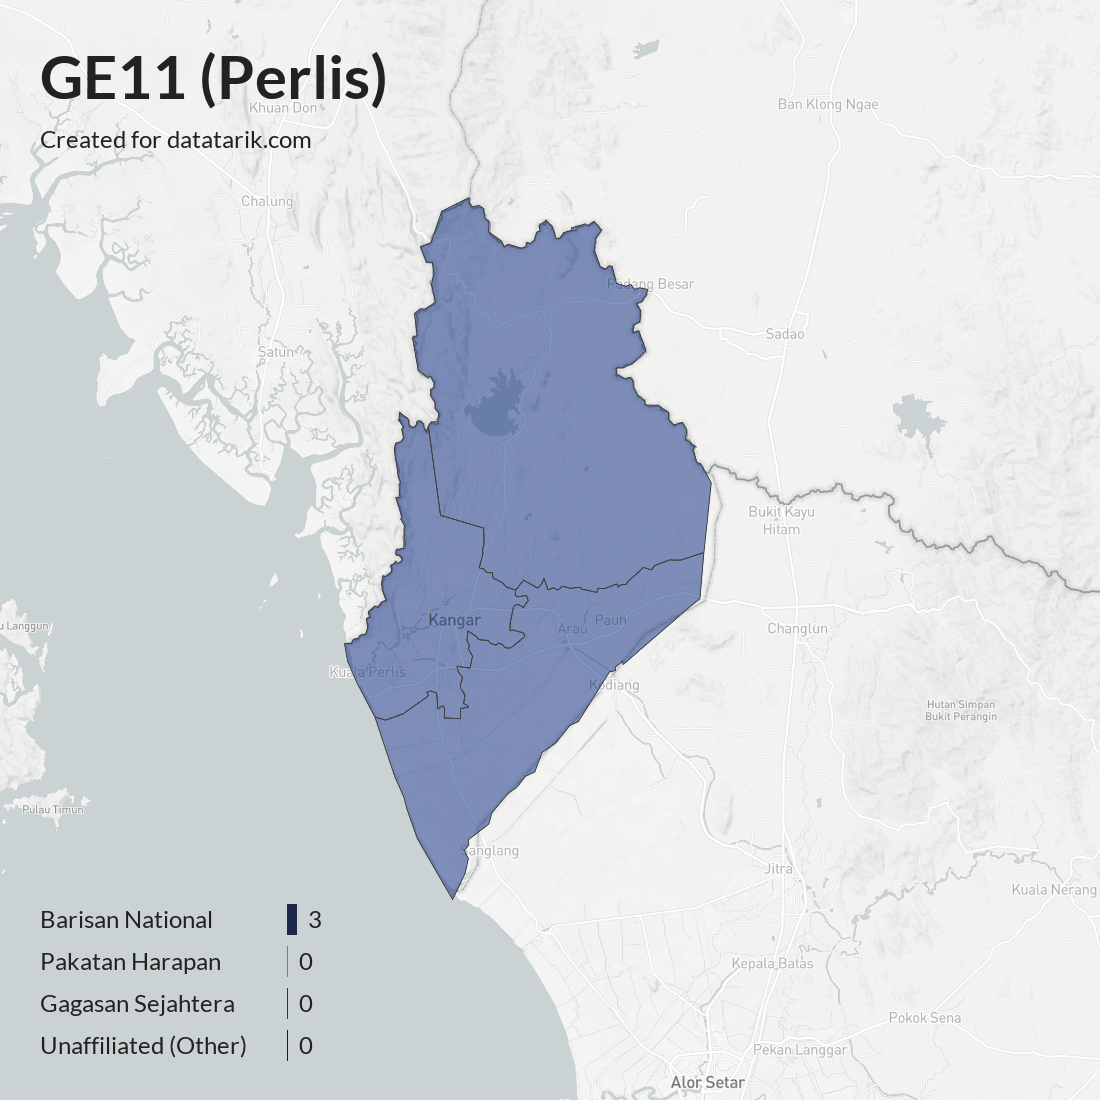 GE11 (Perlis)
Khuan Don
Ban Klong Ngae
Created for datatarik.com
Chalung
Padang Besar
Sadao
Satun
Bukit Kayu
Hitam
Kangar
Pauh
Arau
Changlun
Langgun
Kuala Perlis
Kodiang
Hutan Simpan
Bukit Perangin
Pulau Timun
anglang
Jitra
Kuala Nerang
Barisan National 3
Pakatan Harapan 0
Kepala Batas
Gagasan Sejahtera 0
Pokok Sena
Unaffiliated (Other) 0
Pekan Langgar
Alor Setar